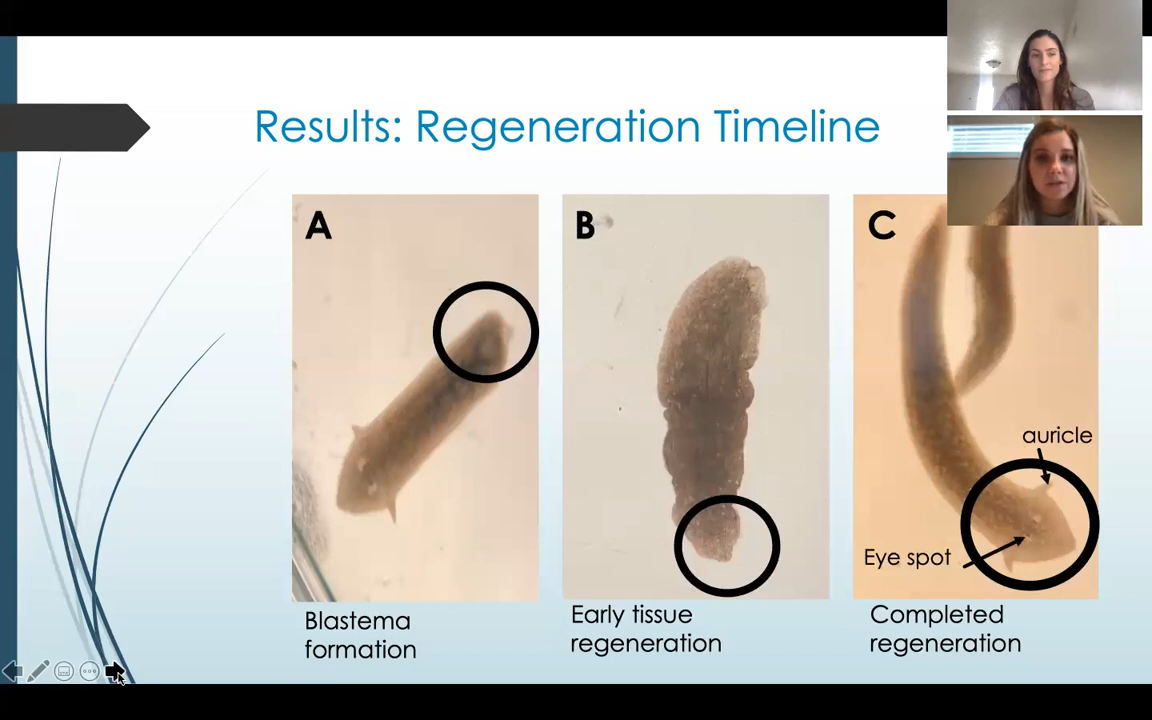 Results: Regeneration Timeline
A
B
C
auricle
Eye spot
Blastema
formation
Early tissue
regeneration
Completed
regeneration